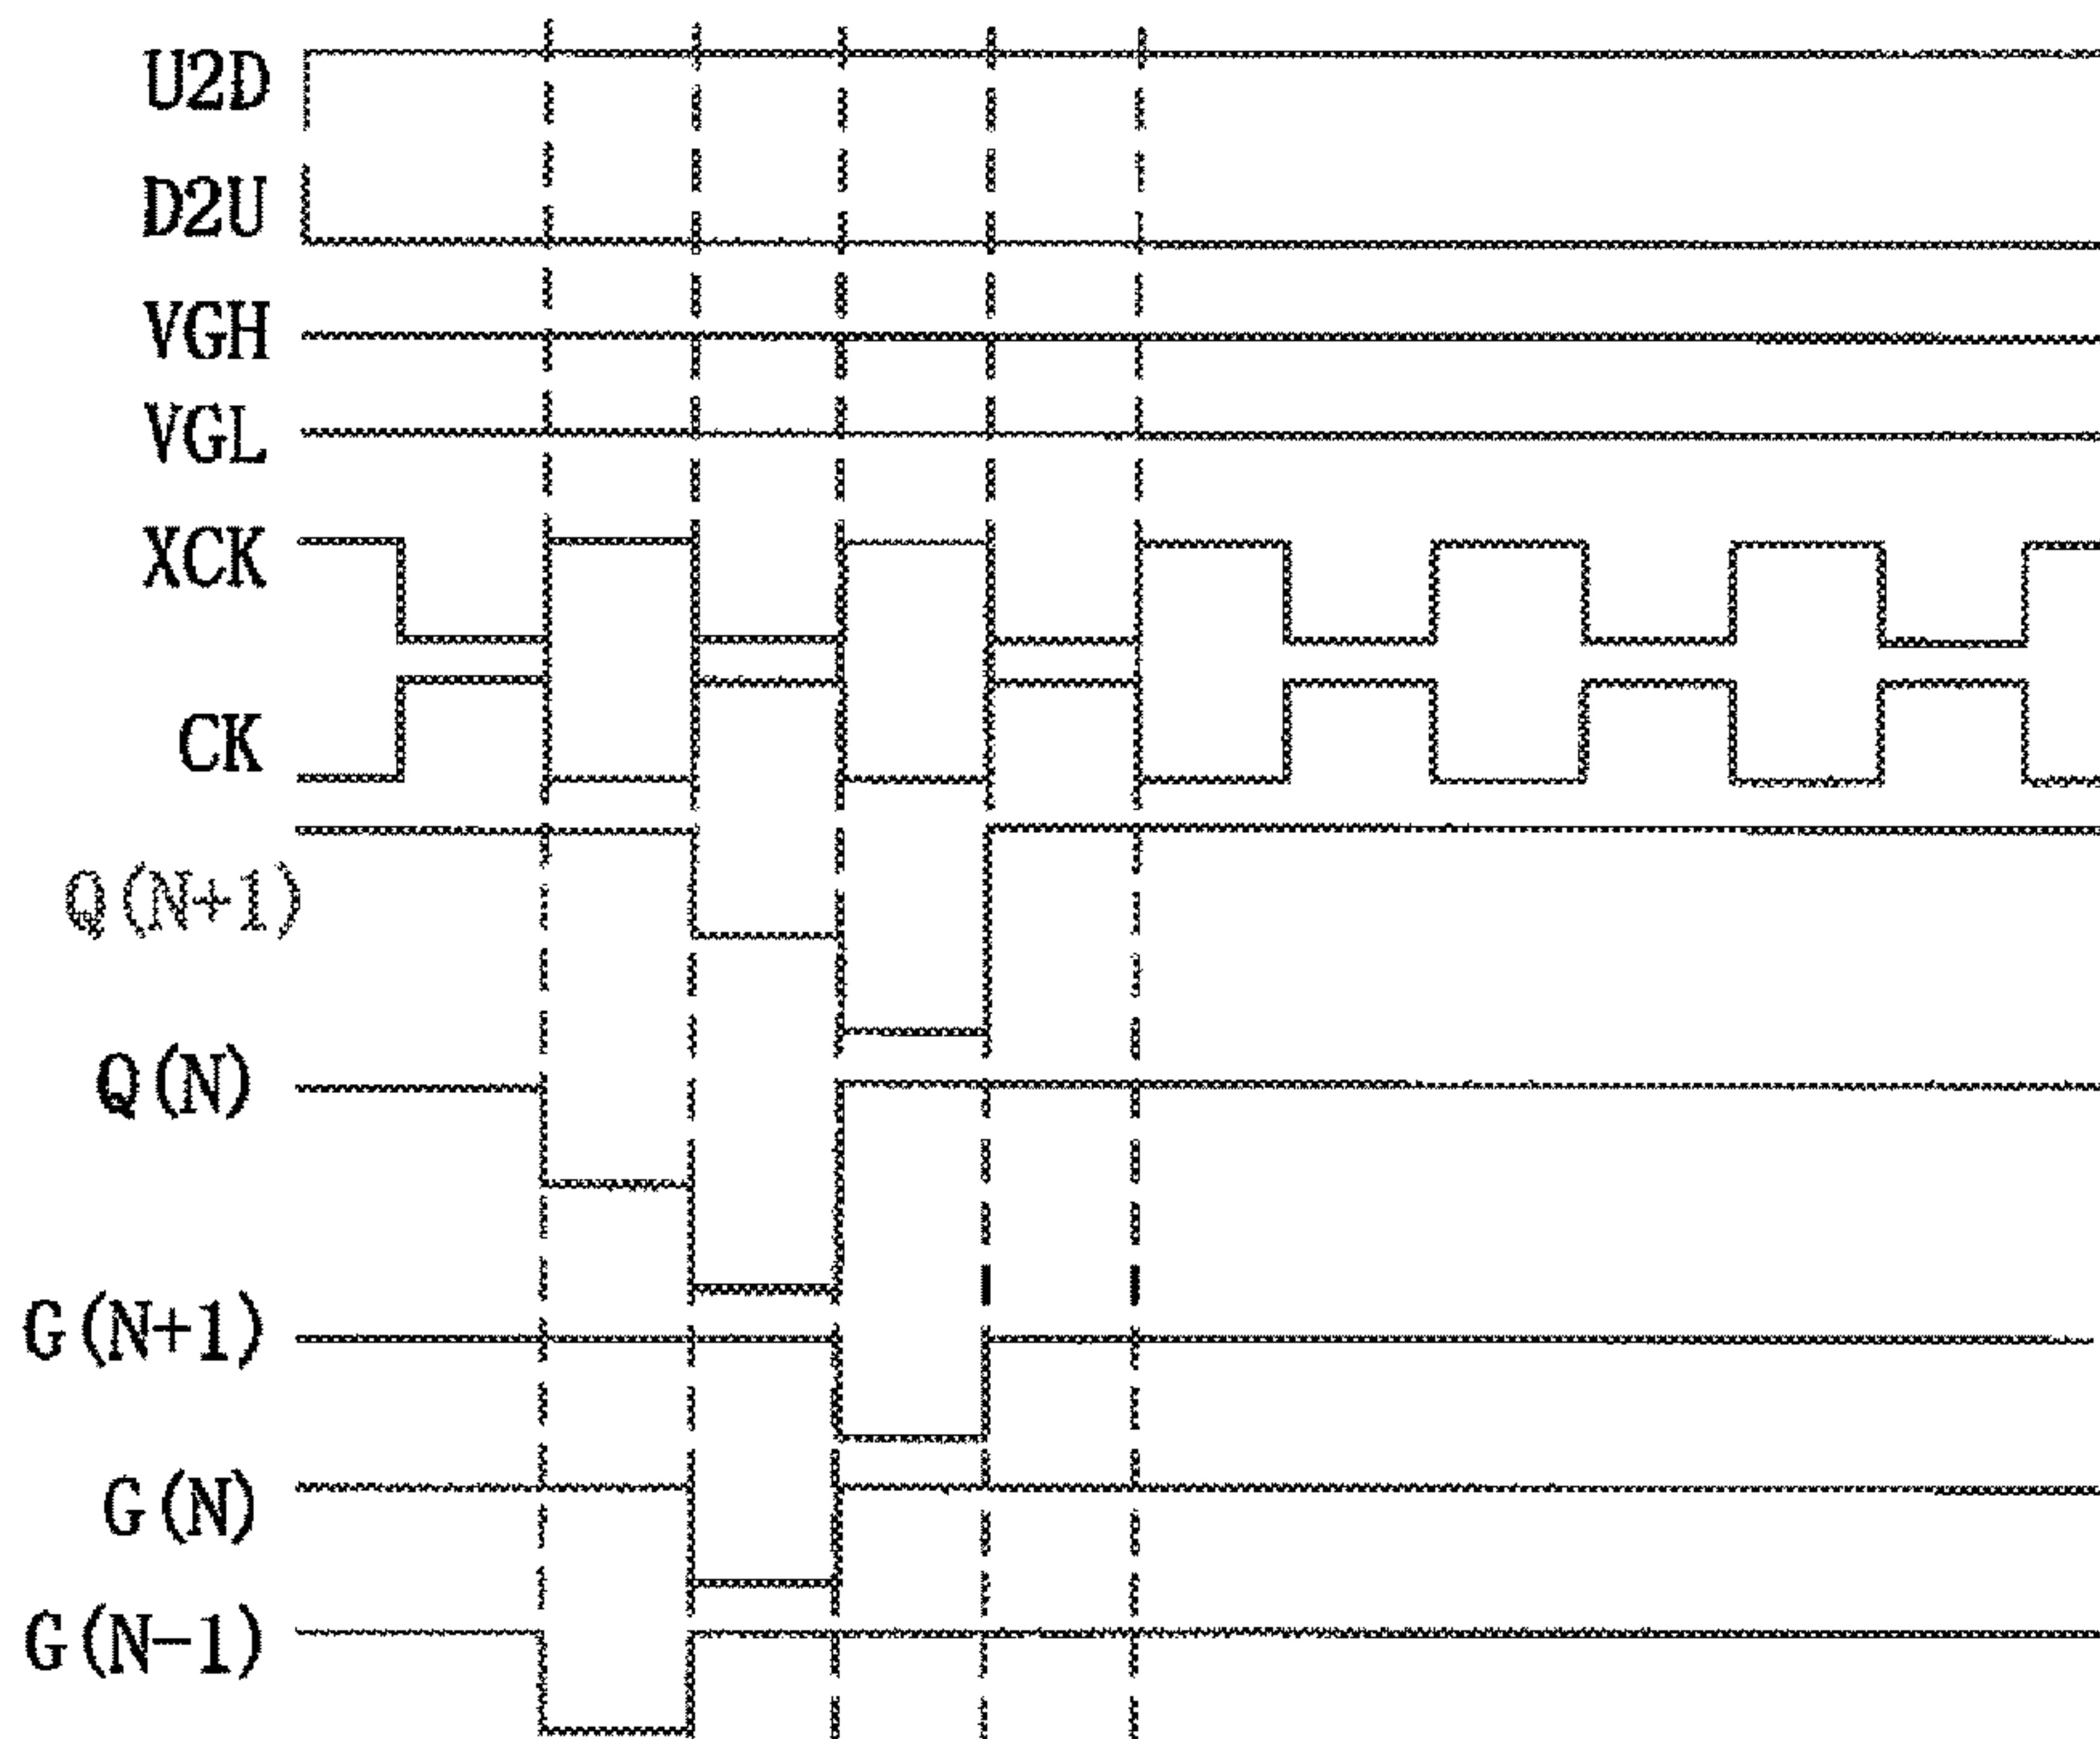 U2D
D2U
VGH
VGL
XCK
CK
Q(N+1)
Q(N)
G(N+1)
G(N)
G(N-1)